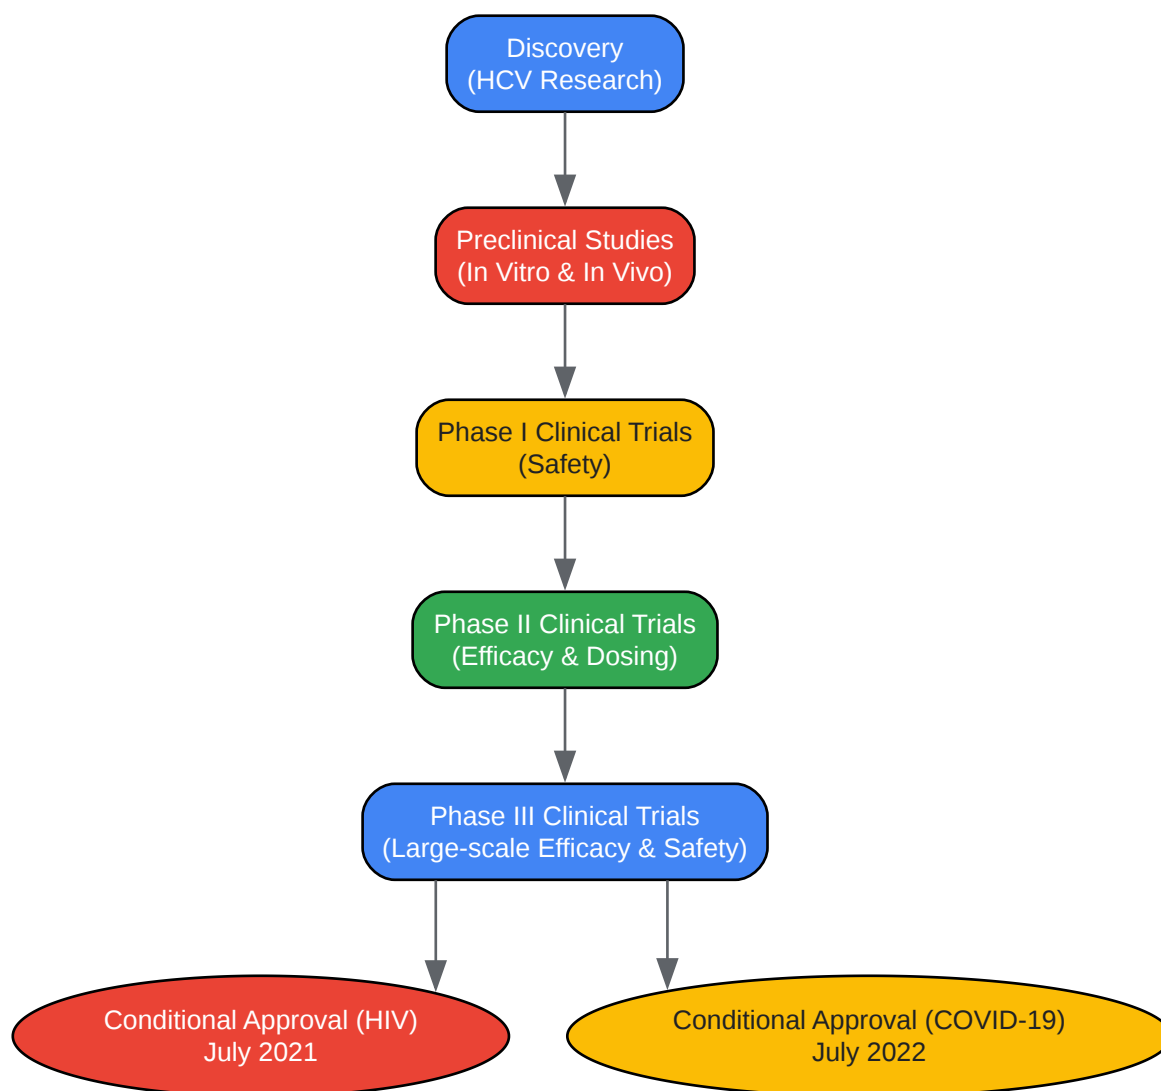 Discovery
(HCV Research)
Preclinical Studies
(In Vitro & In Vivo)
Phase I Clinical Trials
(Safety)
Phase II Clinical Trials
(Efficacy & Dosing)
Phase III Clinical Trials
(Large-scale Efficacy & Safety)
Conditional Approval (HIV)
July 2021
Conditional Approval (COVID-19)
July 2022